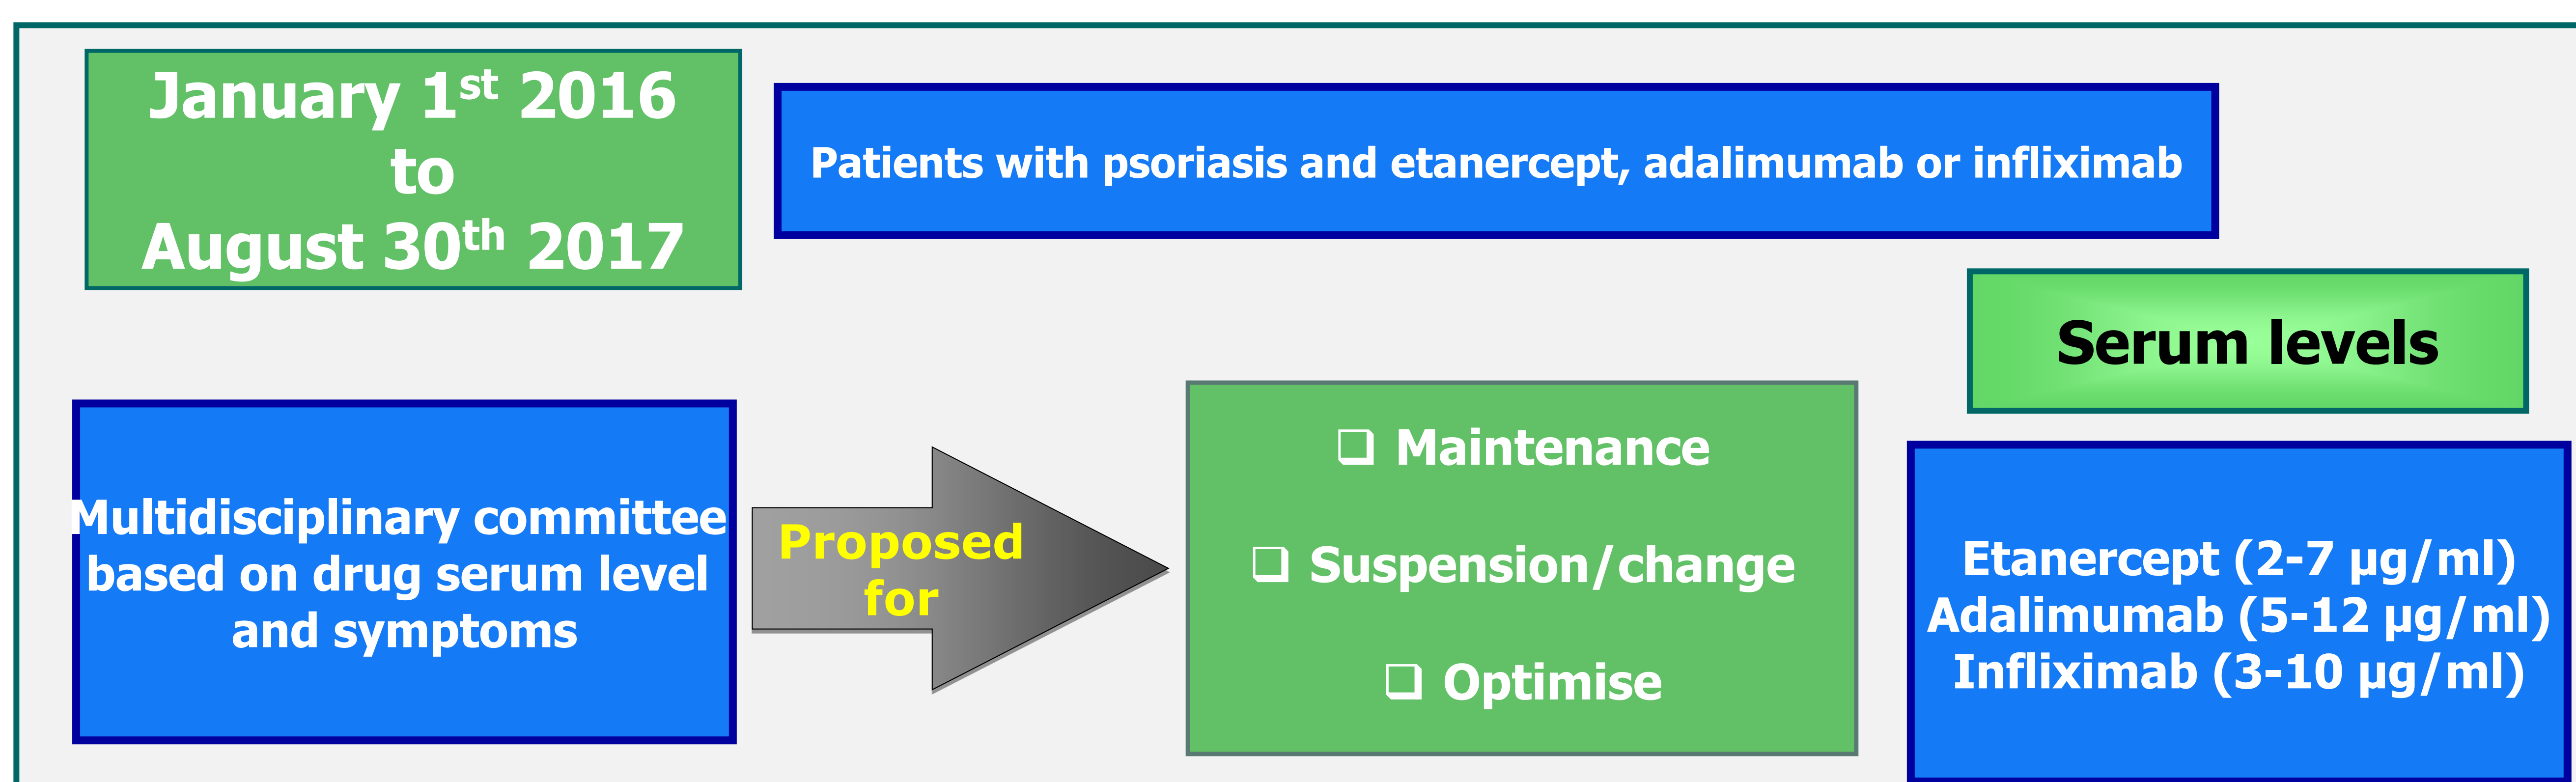 January 1st 2016
to
August 30th 2017
Patients with psoriasis and etanercept, adalimumab or infliximab
Serum levels
Multidisciplinary committee
based on drug serum level
and symptoms
Proposed
for
❑ Maintenance
❑ Suspension/change
❑ Optimise
Etanercept (2-7 µg/ml)
Adalimumab (5-12 µg/ml)
Infliximab (3-10 µg/ml)